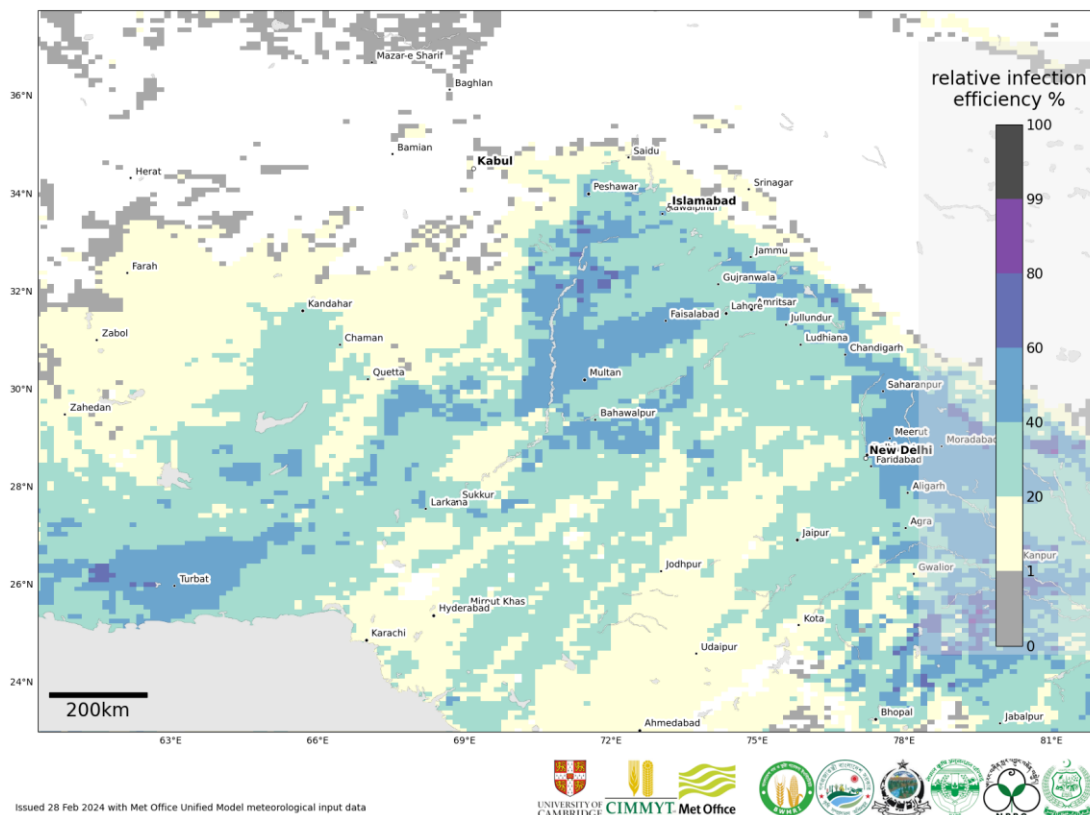 relative infection
efficiency %
100
99
80
60
40
20
1
0
36°N
34°N
32°N
30°N
28°N
26°N
24°N
Mazar-e Sharif
Baghlan
Bamian
Kabul
Saidu
Herat
Peshawar
Srinagar
Islamabad
Jammu
Farah
Gujranwala
Kandahar
Faisalabad
Lahore
Amritsar
Jullundur
Zabol
Chaman
Ludhiana
Chandigarh
Quetta
Multan
Saharanpur
Zahedan
Bahawalpur
Meerut
Moradabad
New Delhi
Faridabad
Sukkur
Larkana
Aligarh
Agra
Jaipur
Kanpur
Turbat
Jodhpur
Gwalior
Mirput Khas
Hyderabad
Karachi
Kota
Udaipur
Bhopal
Ahmedabad
Jabalpur
200km
63°E
66°E
69°E
72°E
75°E
78°E
81°E
Issued 28 Feb 2024 with Met Office Unified Model meteorological input data
UNIVERSITY OF
CAMBRIDGE
CIMMYT
Met Office
BWMRI